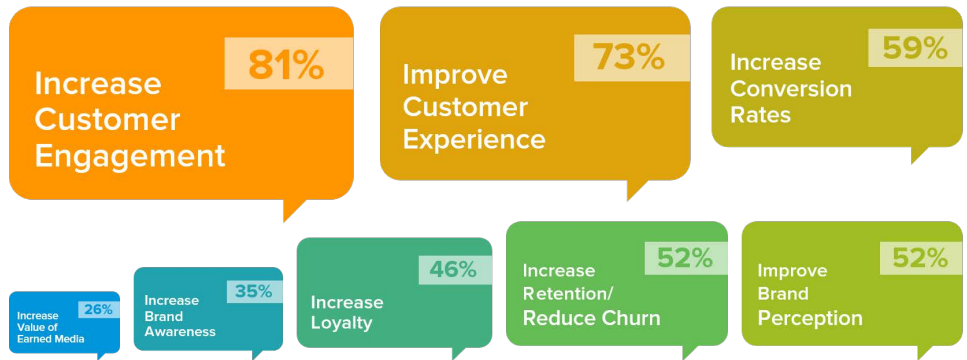 81%
Increase
Customer
Engagement
73%
Improve
Customer
Experience
59%
Increase
Conversion
Rates
26%
Increase
Value of
Earned Media
35%
Increase
Brand
Awareness
46%
Increase
Loyalty
52%
Increase
Retention/
Reduce Churn
52%
Improve
Brand
Perception